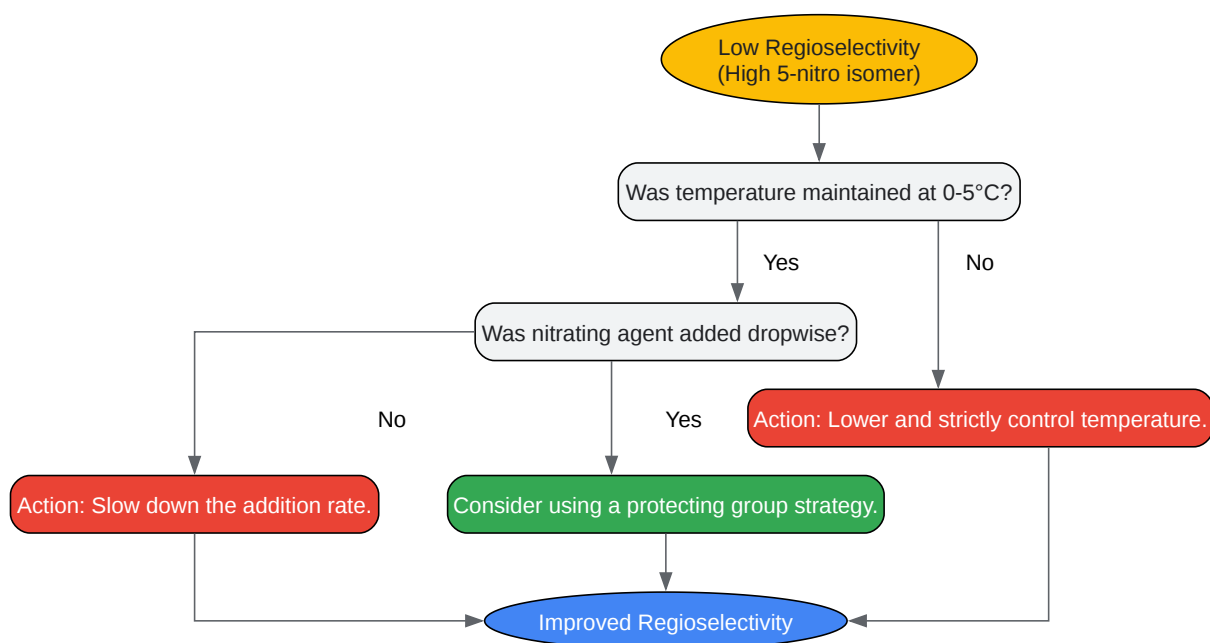 Low Regioselectivity
(High 5-nitro isomer)
Was temperature maintained at 0-5°C?
Yes
No
Was nitrating agent added dropwise?
No
Yes
Action: Lower and strictly control temperature.
Action: Slow down the addition rate.
Consider using a protecting group strategy.
Improved Regioselectivity